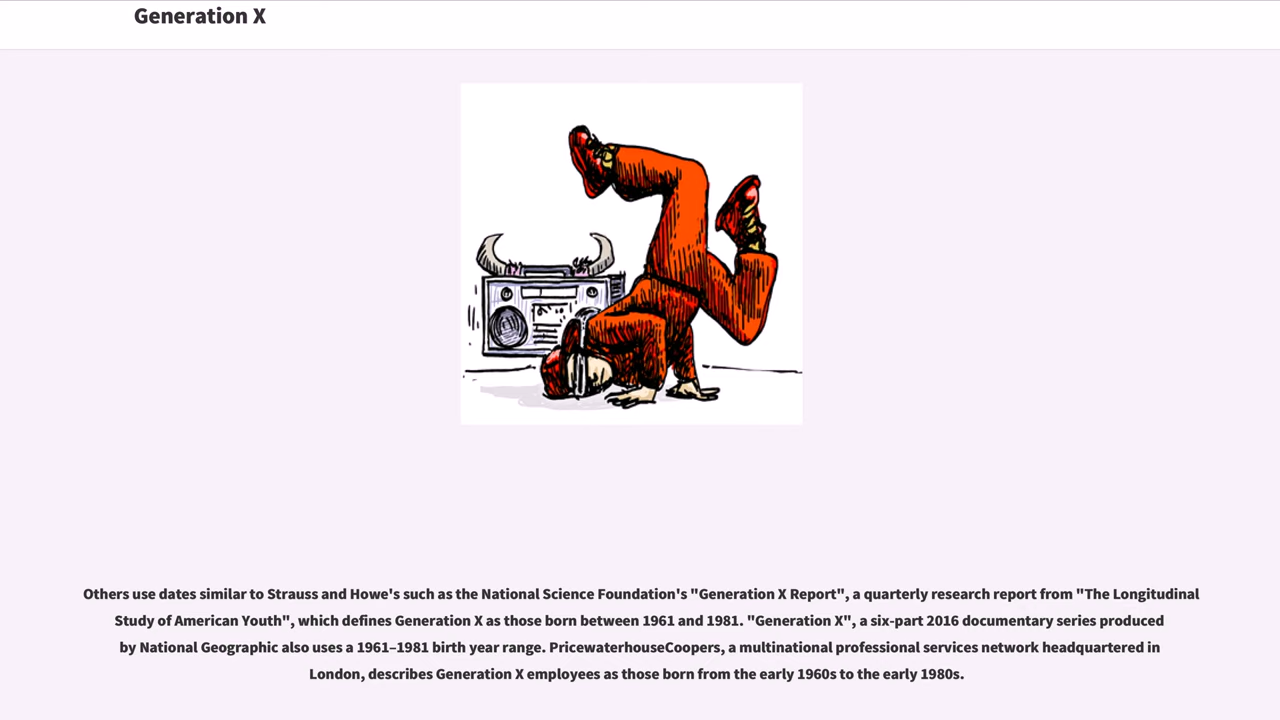 Generation X
Others use dates similar to Strauss and Howe's such as the National Science Foundation's "Generation X Report", a quarterly research report from "The Longitudinal
Study of American Youth", which defines Generation X as those born between 1961 and 1981. "Generation X", a six-part 2016 documentary series produced
by National Geographic also uses a 1961–1981 birth year range. PricewaterhouseCoopers, a multinational professional services network headquartered in
London, describes Generation X employees as those born from the early 1960s to the early 1980s.